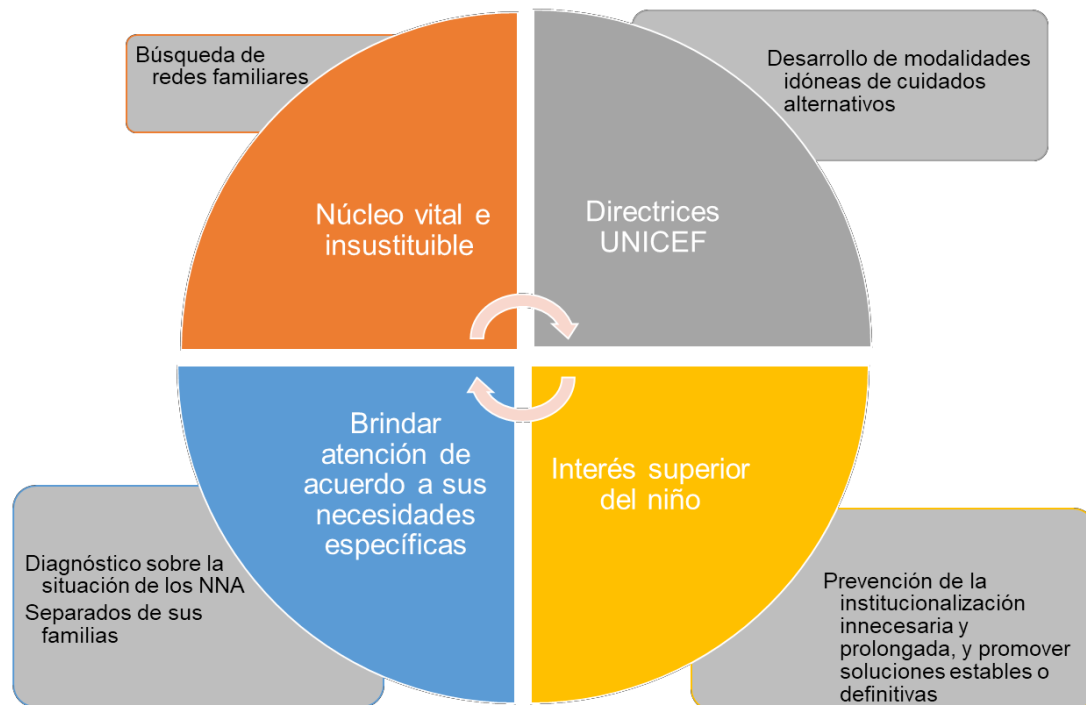 Búsqueda de
redes familiares
Desarrollo de modalidades
idóneas de cuidados
alternativos
Núcleo vital e
insustituible
Directrices
UNICEF
Brindar
atención de
acuerdo a sus
necesidades
específicas
Interés superior
del niño
Diagnóstico sobre la
situación de los NNA
Separados de sus
familias
Prevención de la
institucionalización
innecesaria y
prolongada, y promover
soluciones estables o
definitivas